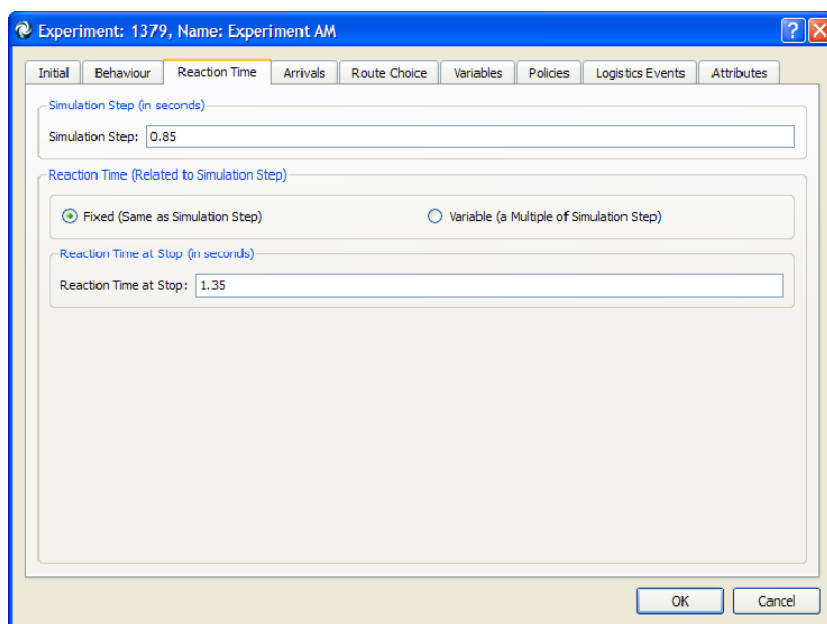 Experiment: 1379, Name: Experiment AM
Initial Behaviour Reaction Time Arrivals Route Choice Variables Policies Logistics Events Attributes
Simulation Step (in seconds)
Simulation Step: 0.85
Reaction Time (Related to Simulation Step)
Fixed (Same as Simulation Step) Variable (a Multiple of Simulation Step)
Reaction Time at Stop (in seconds)
Reaction Time at Stop: 1.35
OK Cancel